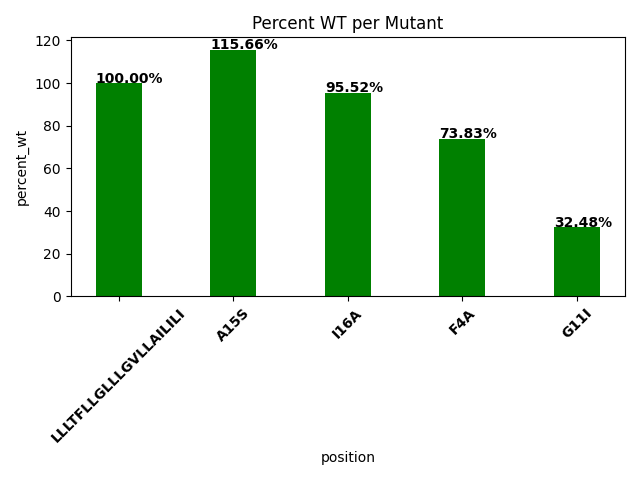 Percent WT per Mutant
120
100
80
60
40
20
0
percent_wt
100.00%
115.66%
95.52%
73.83%
32.48%
LLLTFLLGLLLGVLLAILILI
A15S
I16A
F4A
G11I
position